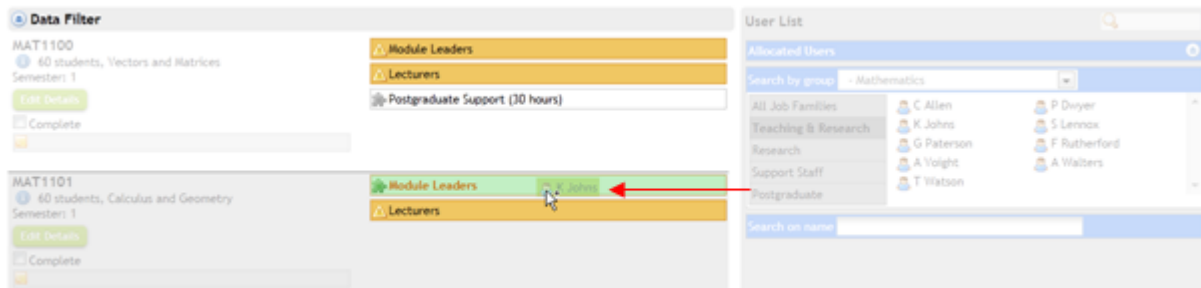 Data Filter
MAT1100
60 students, Vectors and Matrices
Semester: 1
Edit Details
Complete
Module Leaders
Lecturers
Postgraduate Support (30 hours)
MAT1101
60 students, Calculus and Geometry
Semester: 1
Edit Details
Complete
Module Leaders
K Johns
Lecturers
User List
Allocated Users
Search by group
- Mathematics
All Job Families
Teaching & Research
Research
Support Staff
Postgraduate
C Allen
K Johns
G Paterson
A Voight
T Watson
P Dwyer
S Lennox
F Rutherford
A Walters
Search on name